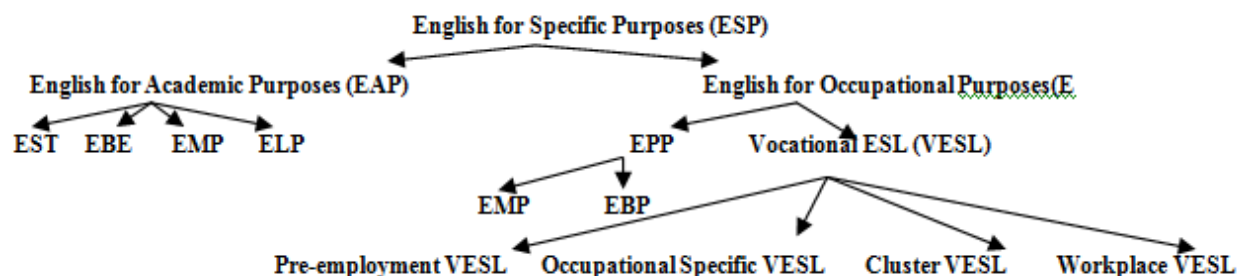 English for Specific Purposes (ESP)
English for Academic Purposes (EAP) English for Occupational Purposes(E
EST EBE EMP ELP EPP Vocational ESL (VESL)
EMP EBP
Pre-employment VESL Occupational Specific VESL Cluster VESL Workplace VESL